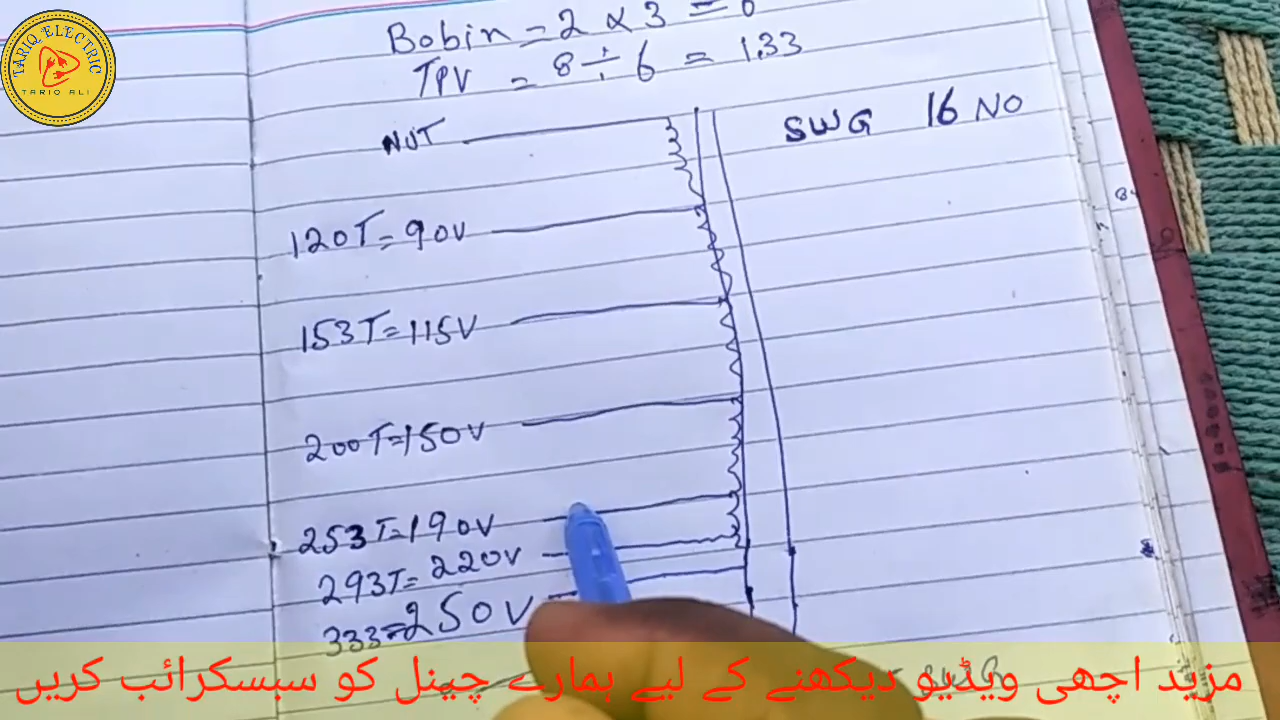 TARIQ ELECTRIC
TARIQ ALI
Bobin = 2 x 3 = 6
TPV = 8 ÷ 6 = 1.33
NUT
SWG 16 NO
120T = 90V
153T = 115V
200T = 150V
253T = 190V
293T = 220V
333 = 250V
مزید اچھی ویڈیو دیکھنے کے لیے ہمارے چینل کو سبسکرائب کریں